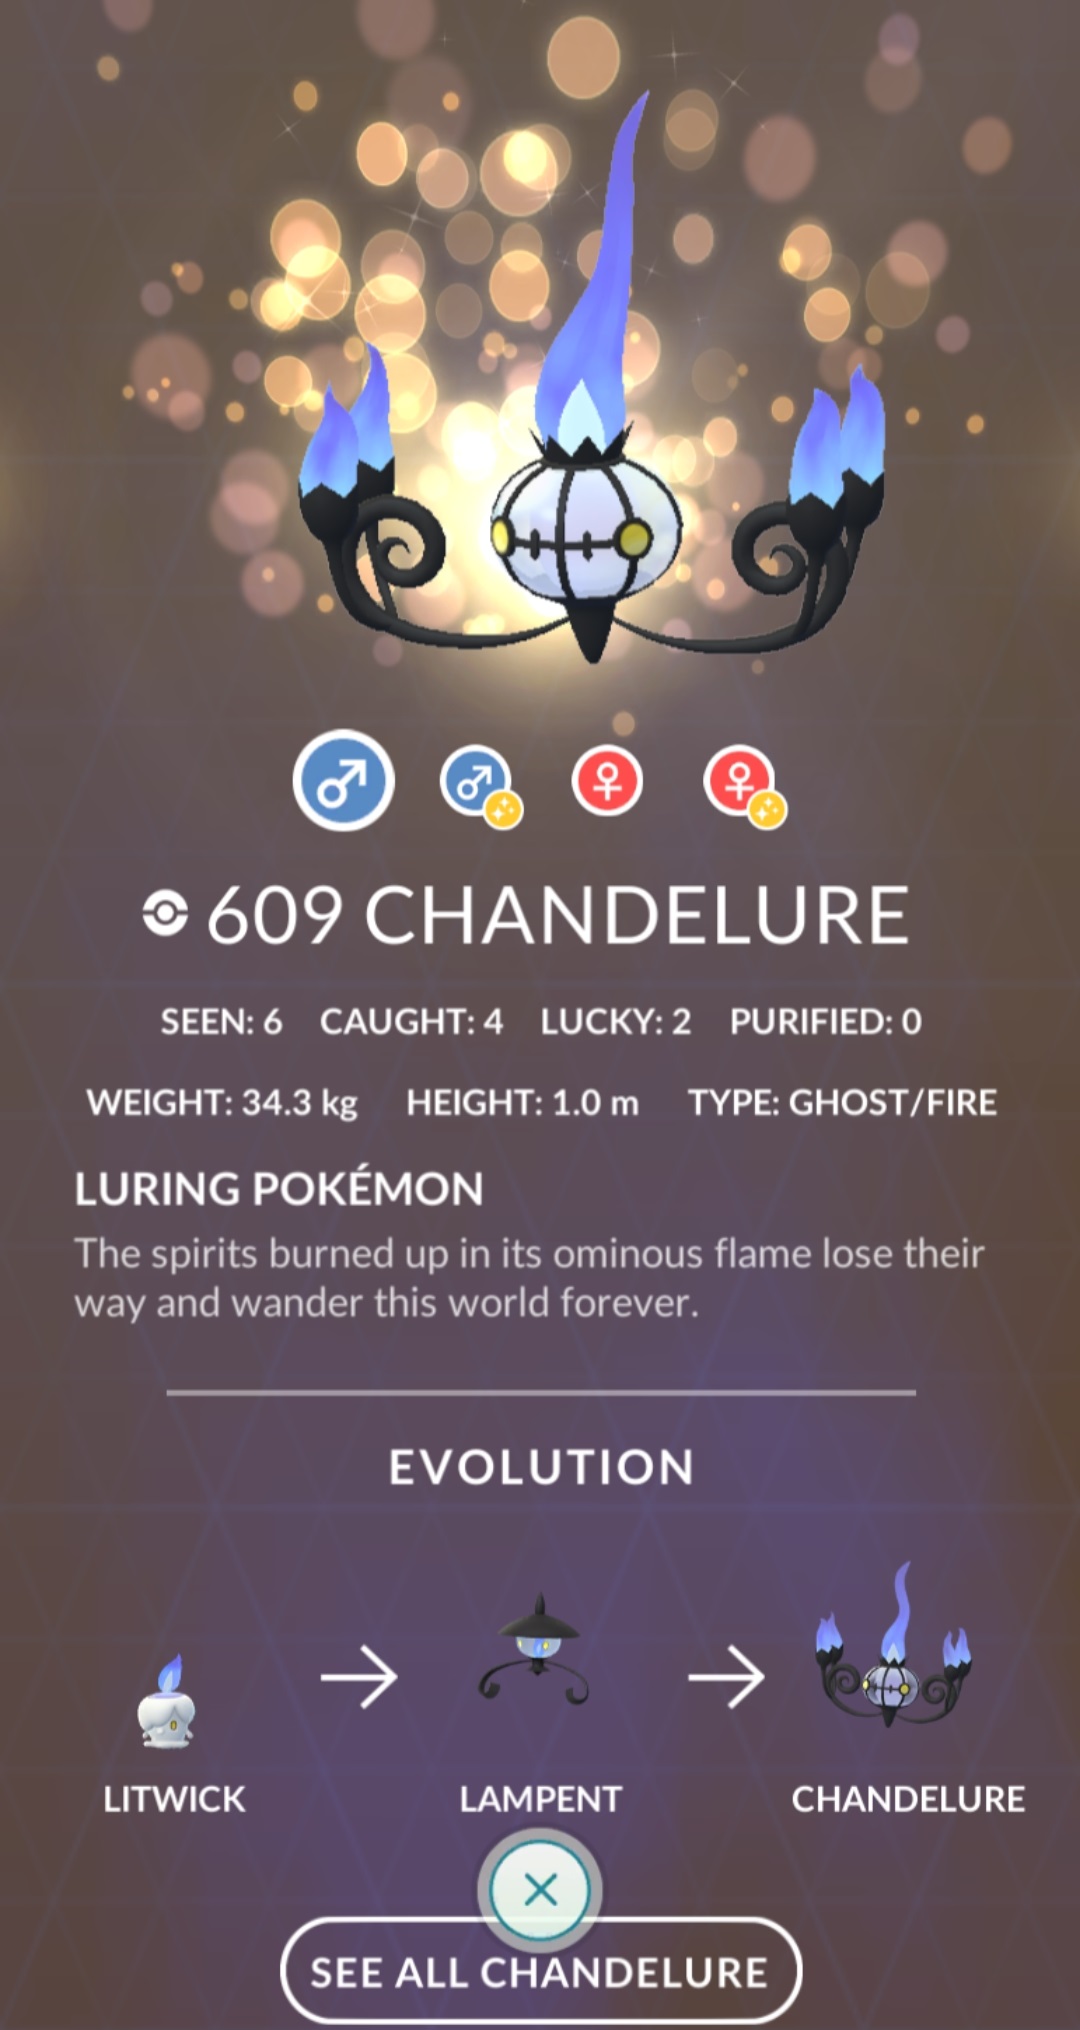 609 CHANDELURE
SEEN: 6 CAUGHT: 4 LUCKY: 2 PURIFIED: 0
WEIGHT: 34.3 kg HEIGHT: 1.0 m TYPE: GHOST/FIRE
LURING POKÉMON
The spirits burned up in its ominous flame lose their
way and wander this world forever.
EVOLUTION
LITWICK LAMPENT CHANDELURE
SEE ALL CHANDELURE